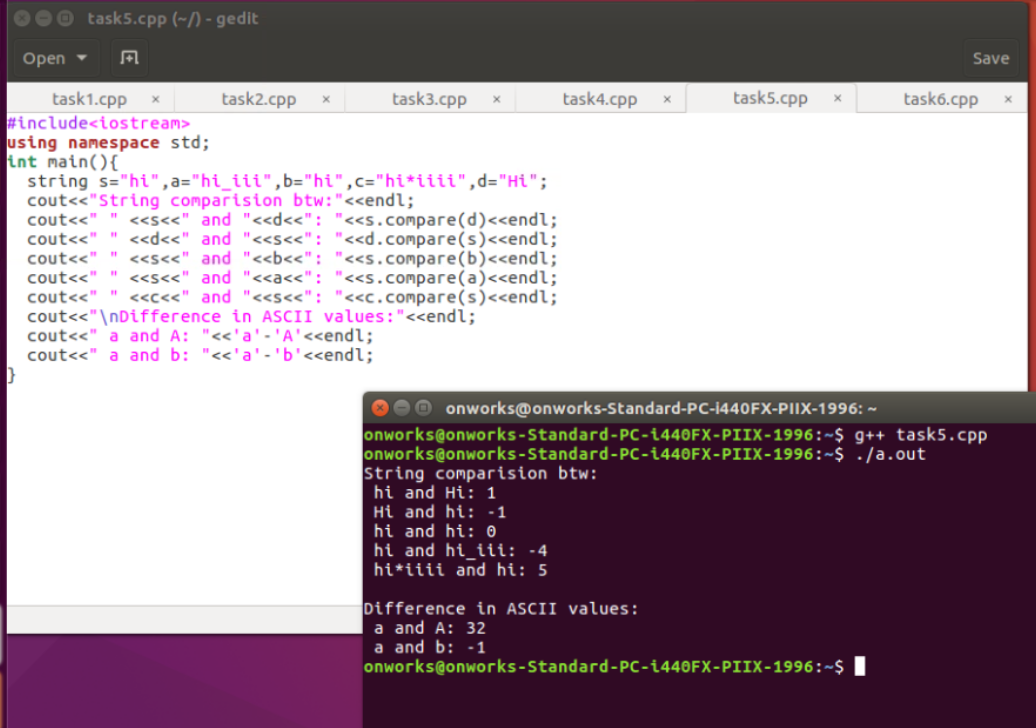 task5.cpp (~/) - gedit
Open
Save
task1.cpp × task2.cpp × task3.cpp × task4.cpp × task5.cpp × task6.cpp ×
#include<iostream>
using namespace std;
int main(){
  string s="hi",a="hi_iii",b="hi",c="hi*iiii",d="Hi";
  cout<<"String comparision btw:"<<endl;
  cout<<" " <<s<<" and "<<d<<": "<<s.compare(d)<<endl;
  cout<<" " <<d<<" and "<<s<<": "<<d.compare(s)<<endl;
  cout<<" " <<s<<" and "<<b<<": "<<s.compare(b)<<endl;
  cout<<" " <<s<<" and "<<a<<": "<<s.compare(a)<<endl;
  cout<<" " <<c<<" and "<<s<<": "<<c.compare(s)<<endl;
  cout<<"\nDifference in ASCII values:"<<endl;
  cout<<" a and A: "<<'a'-'A'<<endl;
  cout<<" a and b: "<<'a'-'b'<<endl;
}
onworks@onworks-Standard-PC-i440FX-PIIX-1996: ~
onworks@onworks-Standard-PC-i440FX-PIIX-1996:~$ g++ task5.cpp
onworks@onworks-Standard-PC-i440FX-PIIX-1996:~$ ./a.out
String comparision btw:
 hi and Hi: 1
 Hi and hi: -1
 hi and hi: 0
 hi and hi_iii: -4
 hi*iiii and hi: 5
Difference in ASCII values:
 a and A: 32
 a and b: -1
onworks@onworks-Standard-PC-i440FX-PIIX-1996:~$